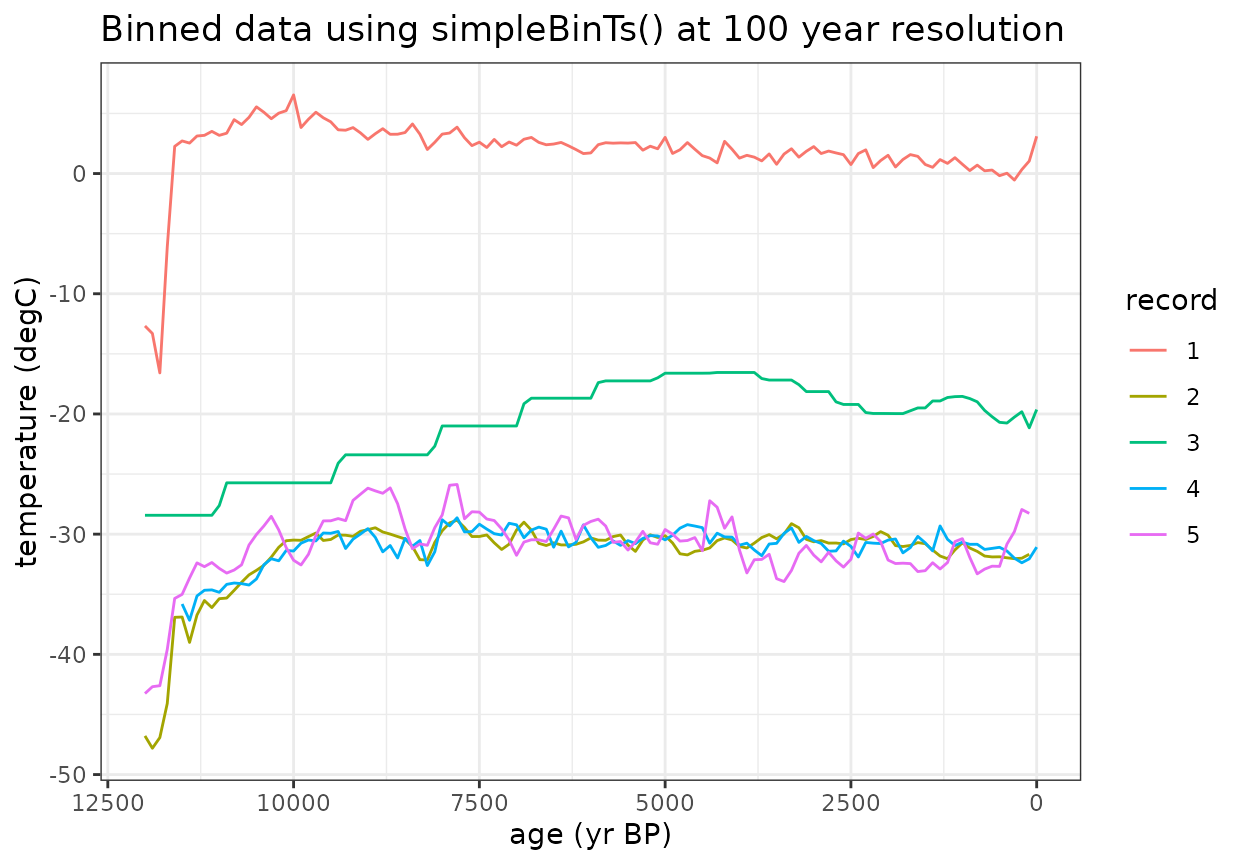 Binned data using simpleBinTs() at 100 year resolution
temperature (degC)
0
-10
-20
-30
-40
-50
12500 10000 7500 5000 2500 0
age (yr BP)
record
1
2
3
4
5